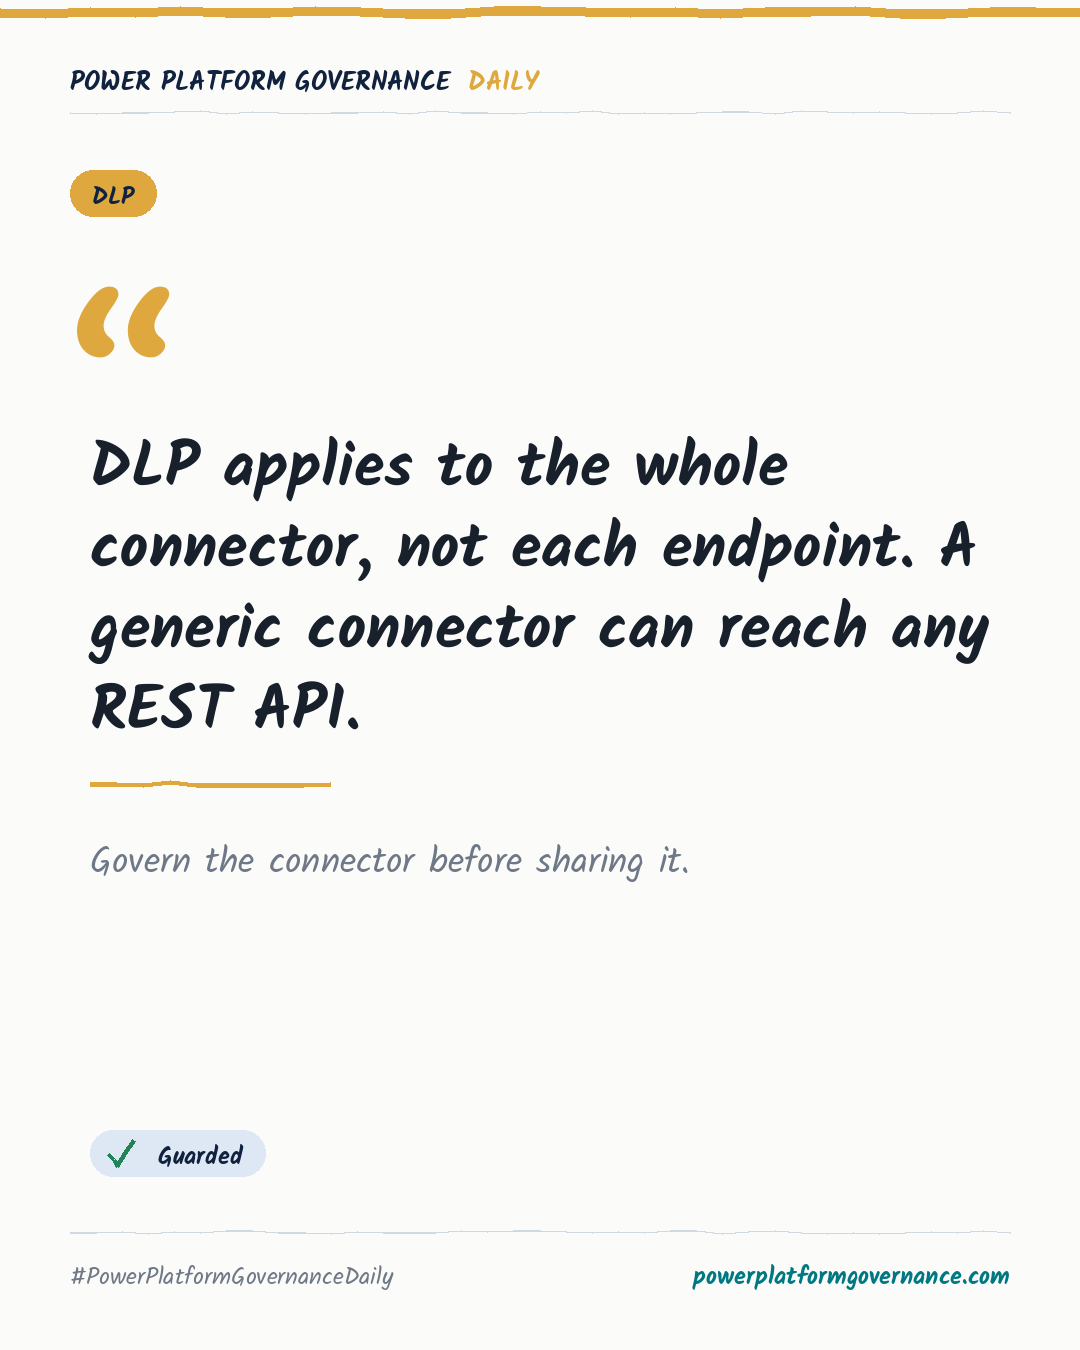 POWER PLATFORM GOVERNANCE DAILY
DLP
“
DLP applies to the whole
connector, not each endpoint. A
generic connector can reach any
REST API.
Govern the connector before sharing it.
Guarded
#PowerPlatformGovernanceDaily
powerplatformgovernance.com